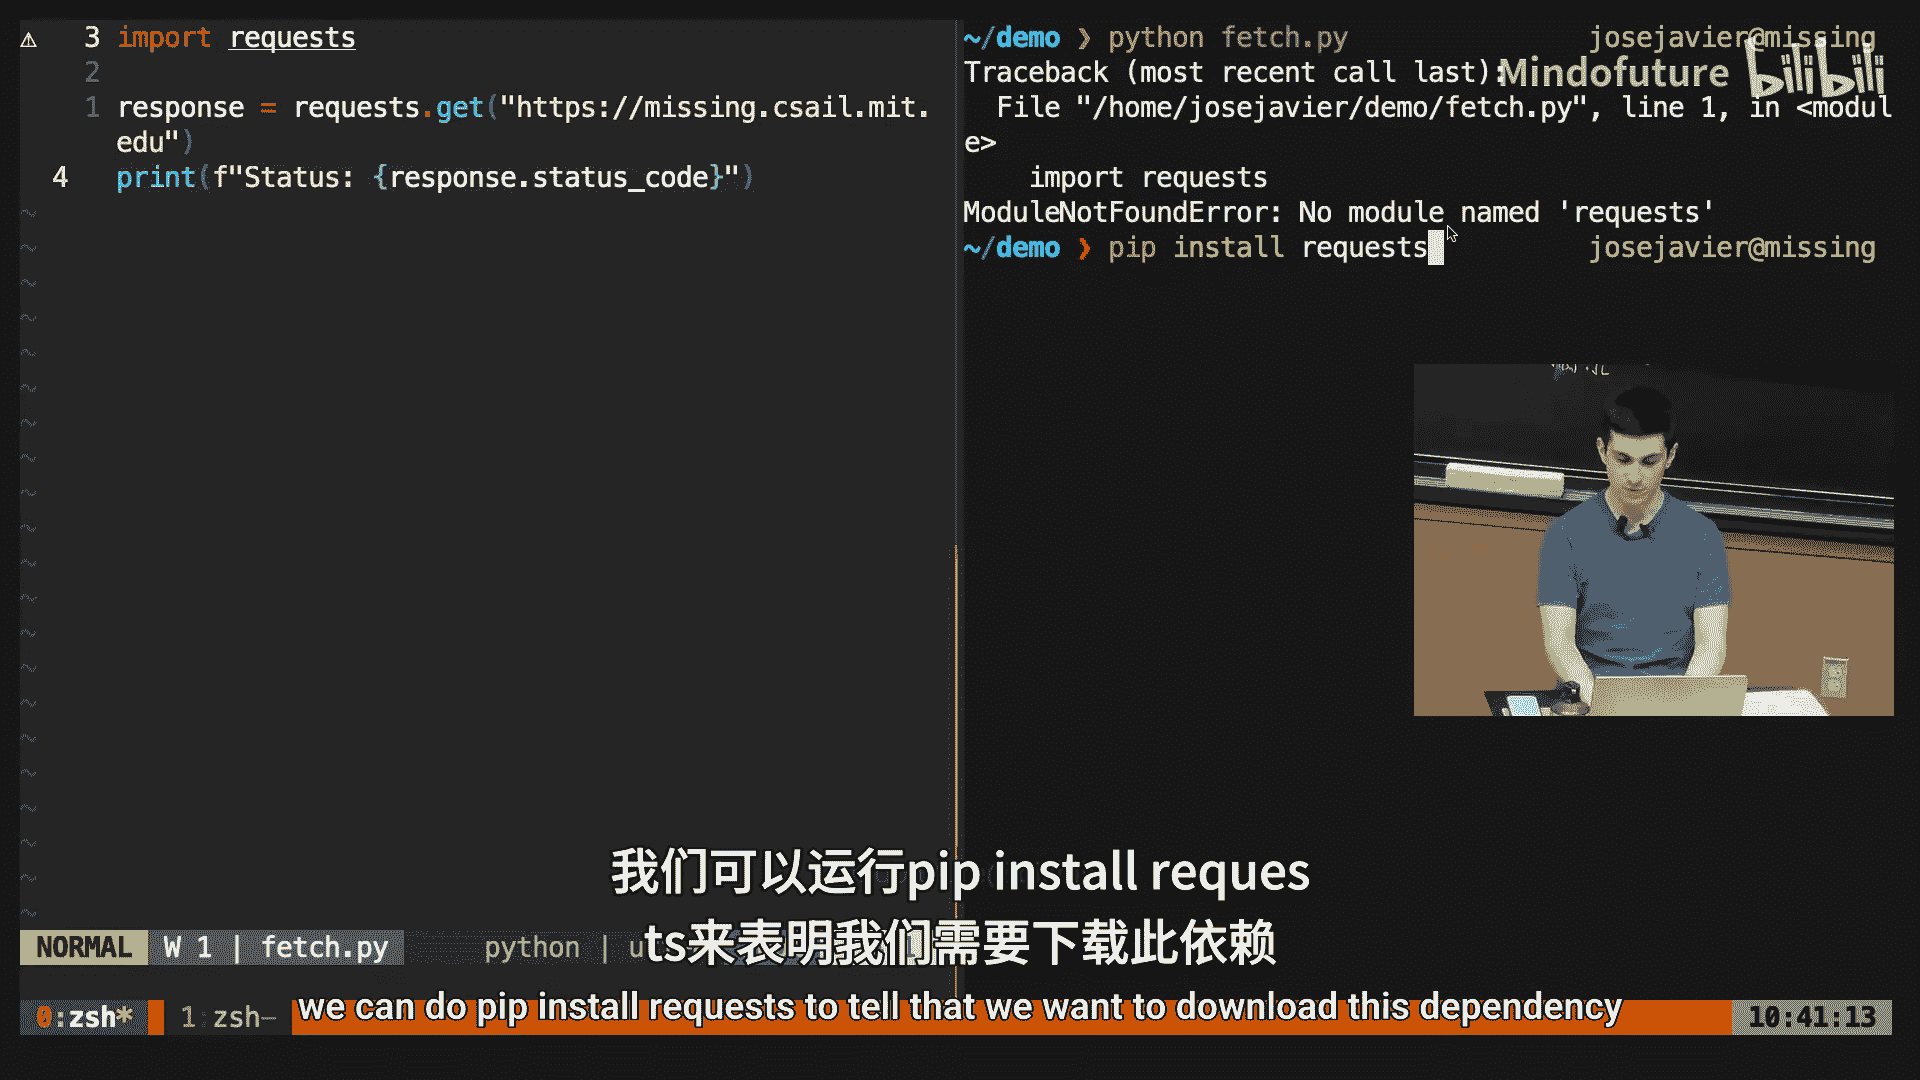 ⚠ 3 import requests
2
1 response = requests.get("https://missing.csail.mit.
edu")
4 print(f"Status: {response.status_code}")
~/demo ❯ python fetch.py josejavier@missing
Traceback (most recent call last):
File "/home/josejavier/demo/fetch.py", line 1, in <modul
e>
import requests
ModuleNotFoundError: No module named 'requests'
~/demo ❯ pip install requests josejavier@missing
Mindofuture bilibili
我们可以运行pip install reques
ts来表明我们需要下载此依赖
NORMAL W 1 | fetch.py python |
we can do pip install requests to tell that we want to download this dependency
0:zsh* 1:zsh- 10:41:13